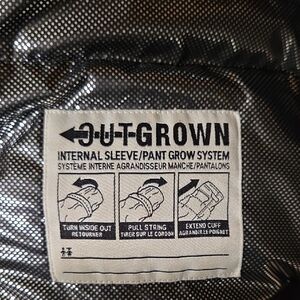 OUTGROWN
INTERNAL SLEEVE/PANT GROW SYSTEM
SYSTÈME INTERNE AGRANDISSEUR MANCHE/PANTALONS
TURN INSIDE OUT
RETOURNER
PULL STRING
TIRER SUR LE CORDON
EXTEND CUFF
AGRANDIR LE POIGNET